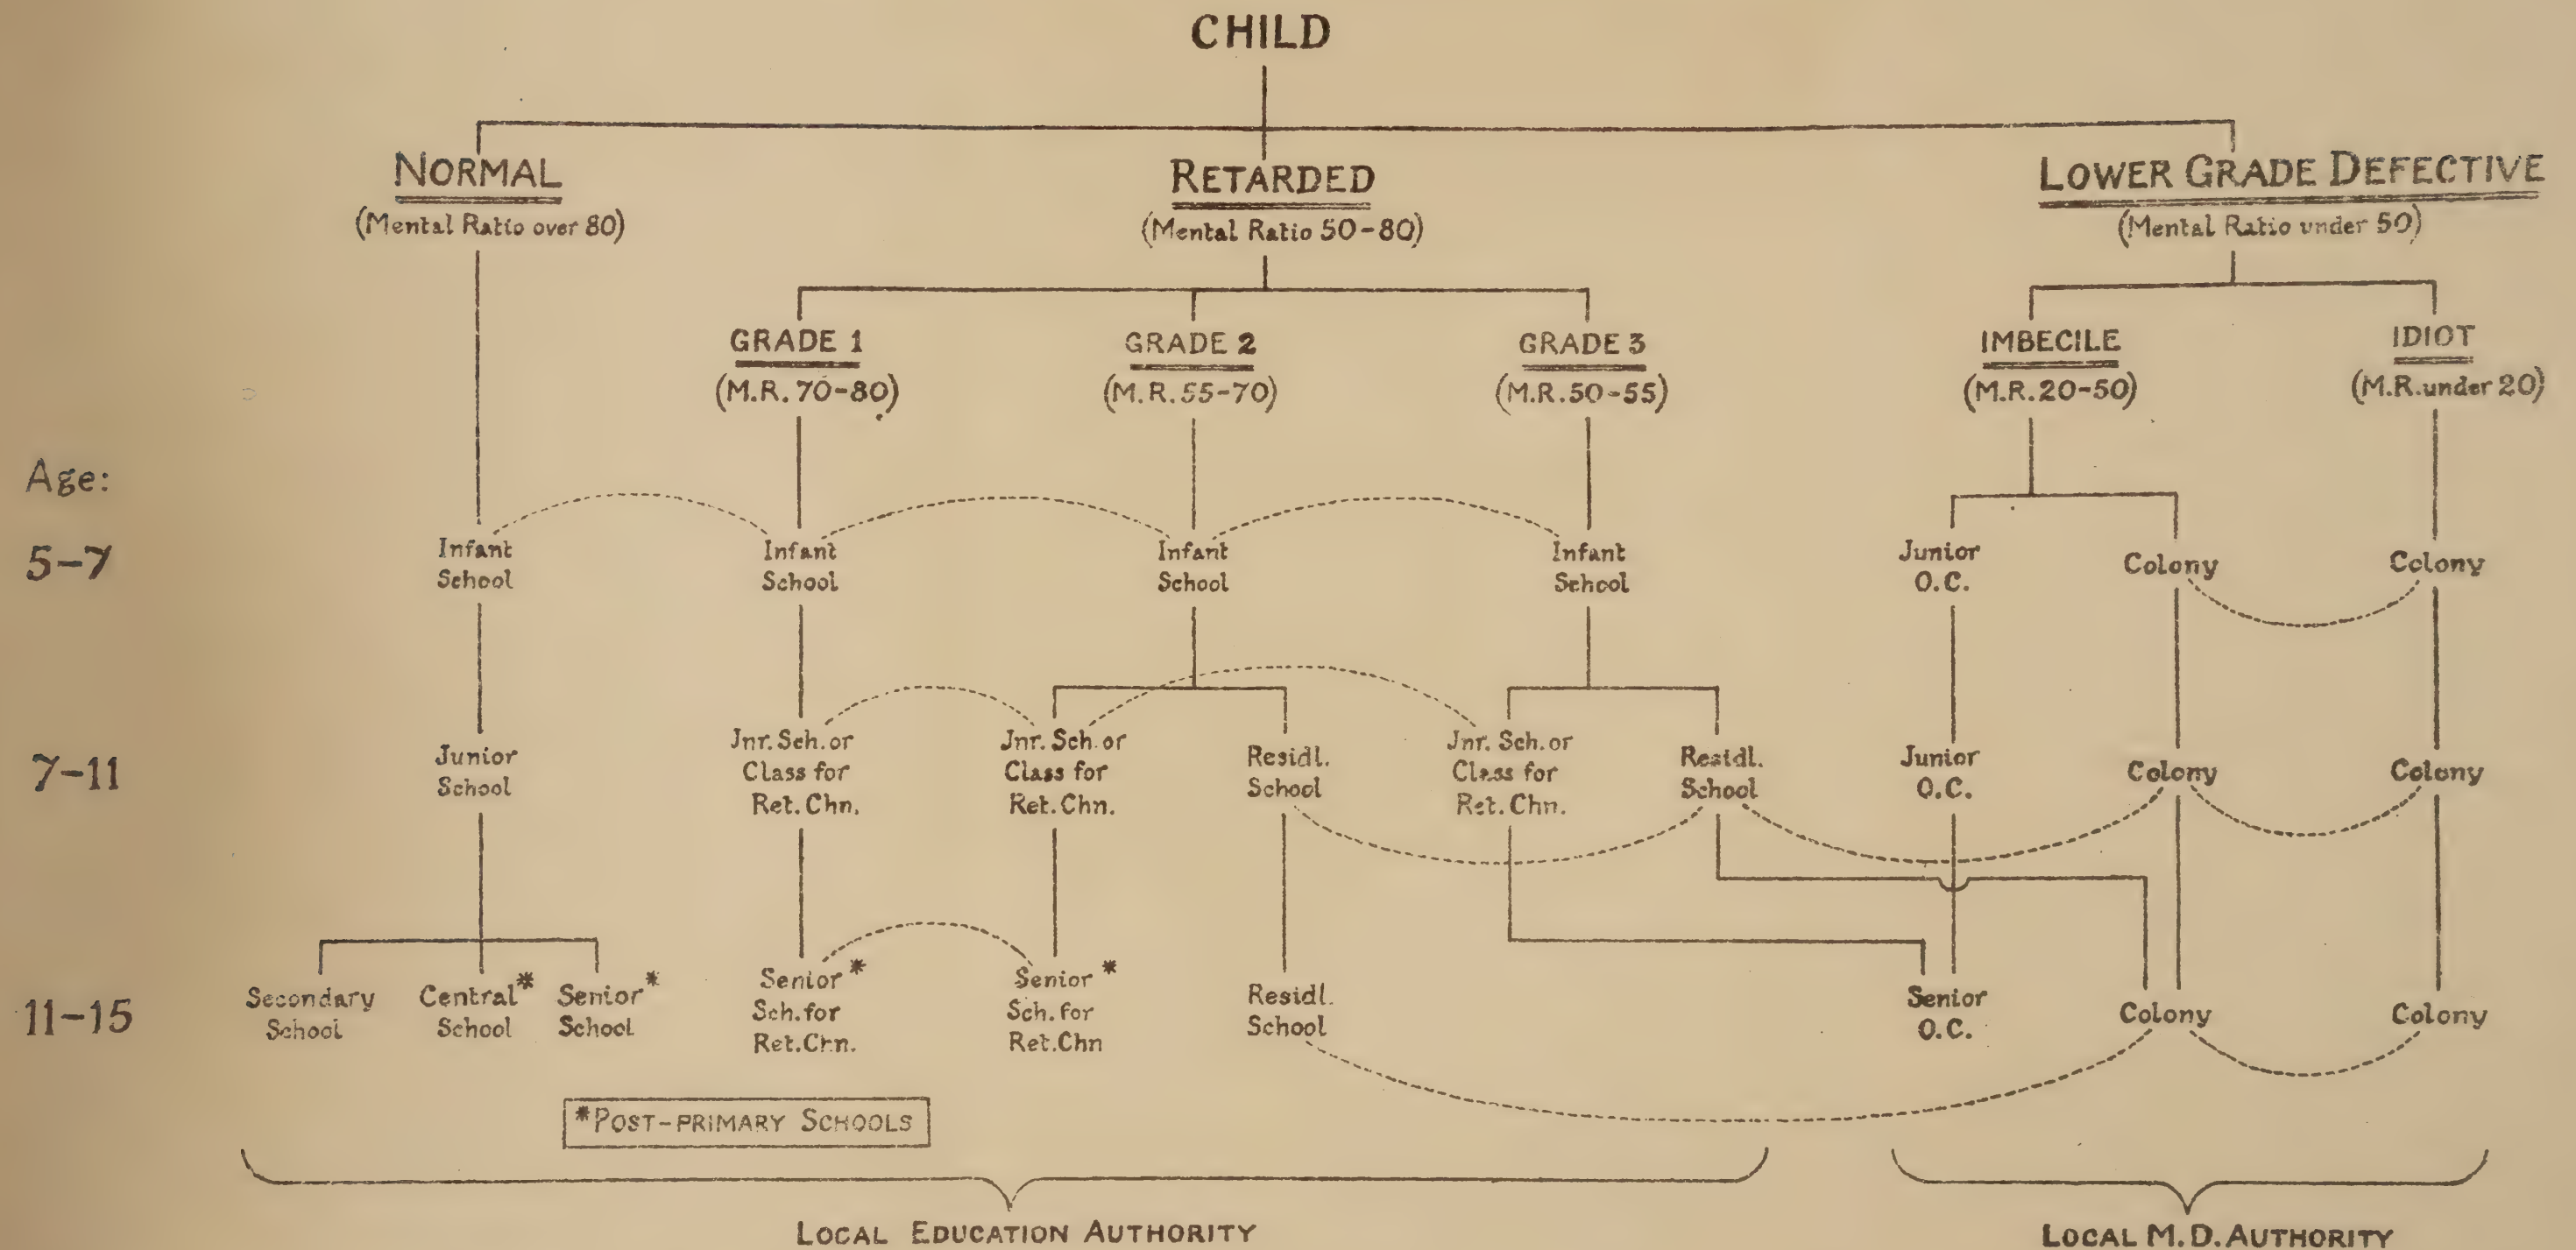 CHILD
NORMAL
(Mental Ratio over 80)
RETARDED
(Mental Ratio 50-80)
LOWER GRADE DEFECTIVE
(Mental Ratio under 50)
GRADE 1
(M.R. 70-80)
GRADE 2
(M.R. 55-70)
GRADE 3
(M.R. 50-55)
IMBECILE
(M.R. 20-50)
IDIOT
(M.R. under 20)
Age:
5-7
Infant
School
Infant
School
Infant
School
Infant
School
Junior
O.C.
Colony
Colony
7-11
Junior
School
Jnr. Sch. or
Class for
Ret. Chn.
Jnr. Sch. or
Class for
Ret. Chn.
Residl.
School
Jnr. Sch. or
Class for
Ret. Chn.
Residl.
School
Junior
O.C.
Colony
Colony
11-15
Secondary
School
Central*
School
Senior*
School
Senior*
Sch. for
Ret. Chn.
Senior*
Sch. for
Ret. Chn
Residl.
School
Senior
O.C.
Colony
Colony
*POST-PRIMARY SCHOOLS
LOCAL EDUCATION AUTHORITY
LOCAL M.D. AUTHORITY